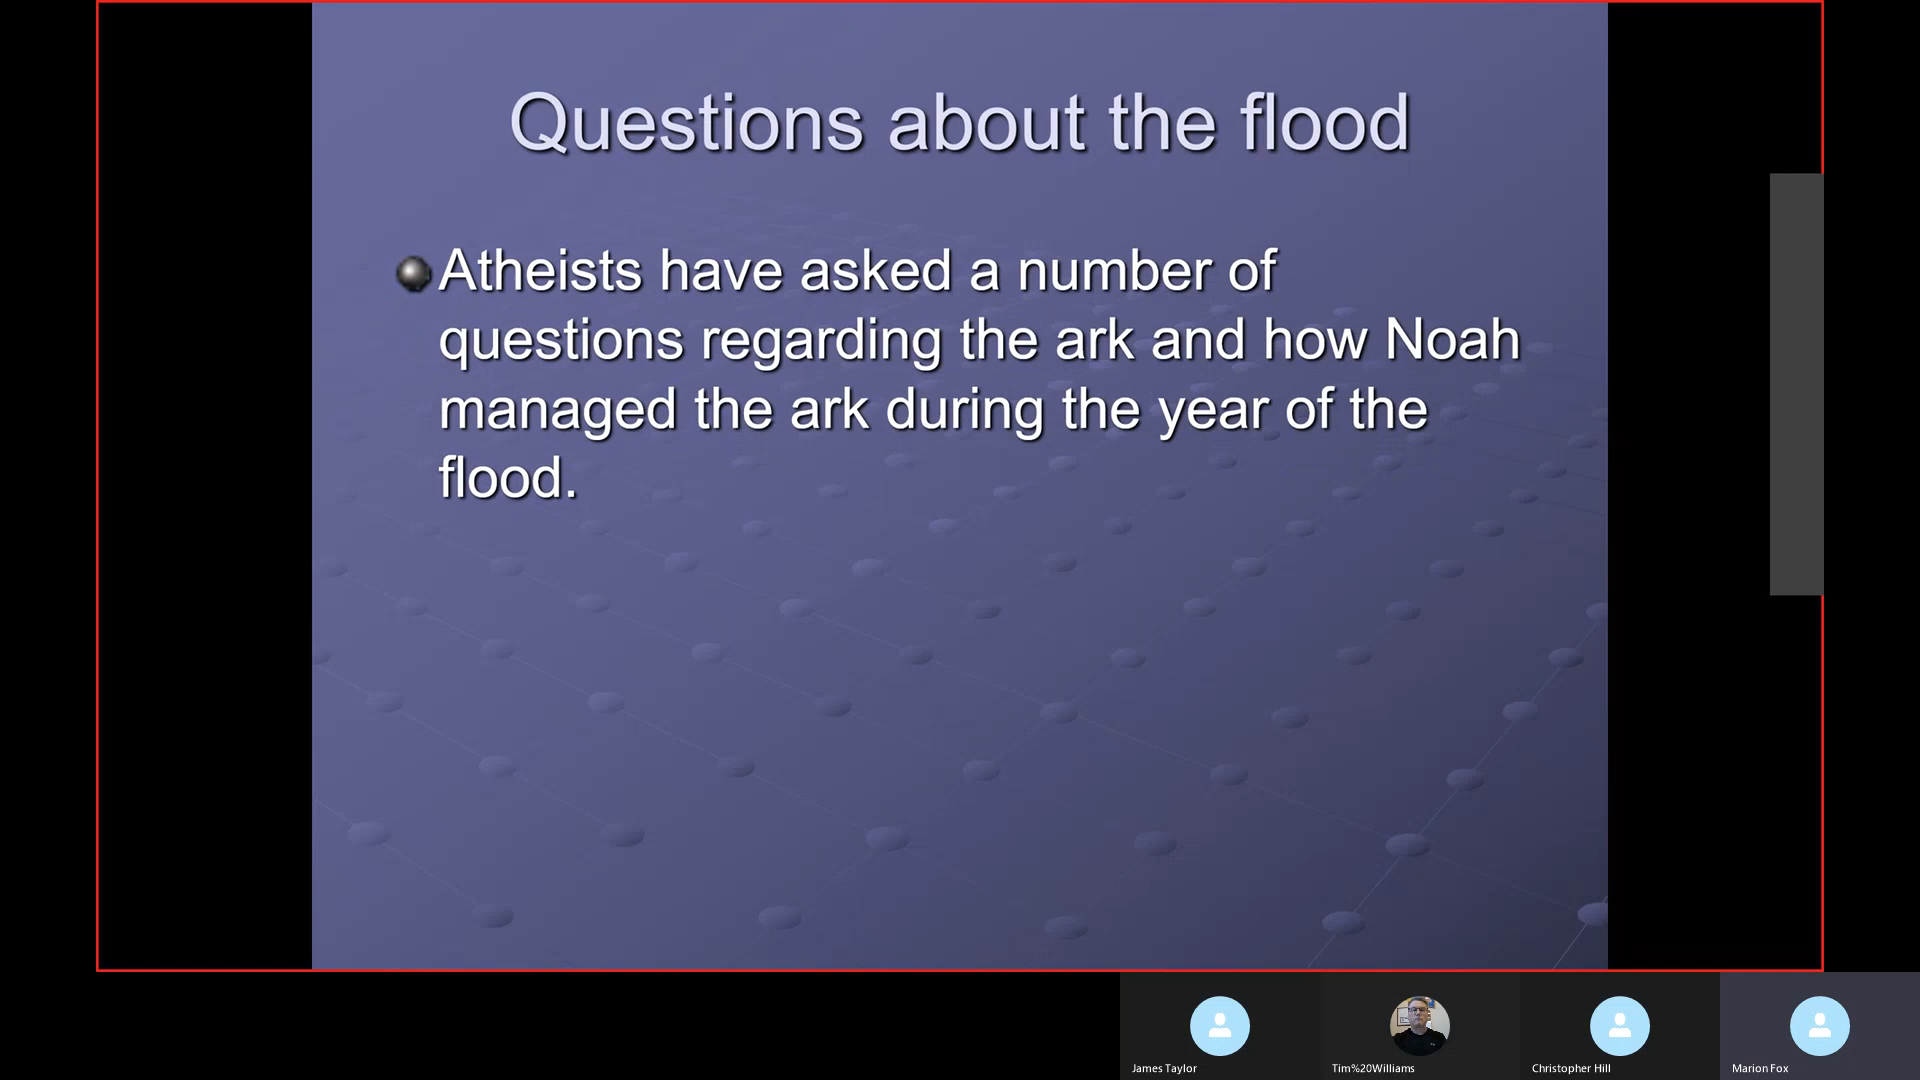 Questions about the flood
Atheists have asked a number of
questions regarding the ark and how Noah
managed the ark during the year of the
flood.
James Taylor
Tim%20Williams
Christopher Hill
Marion Fox